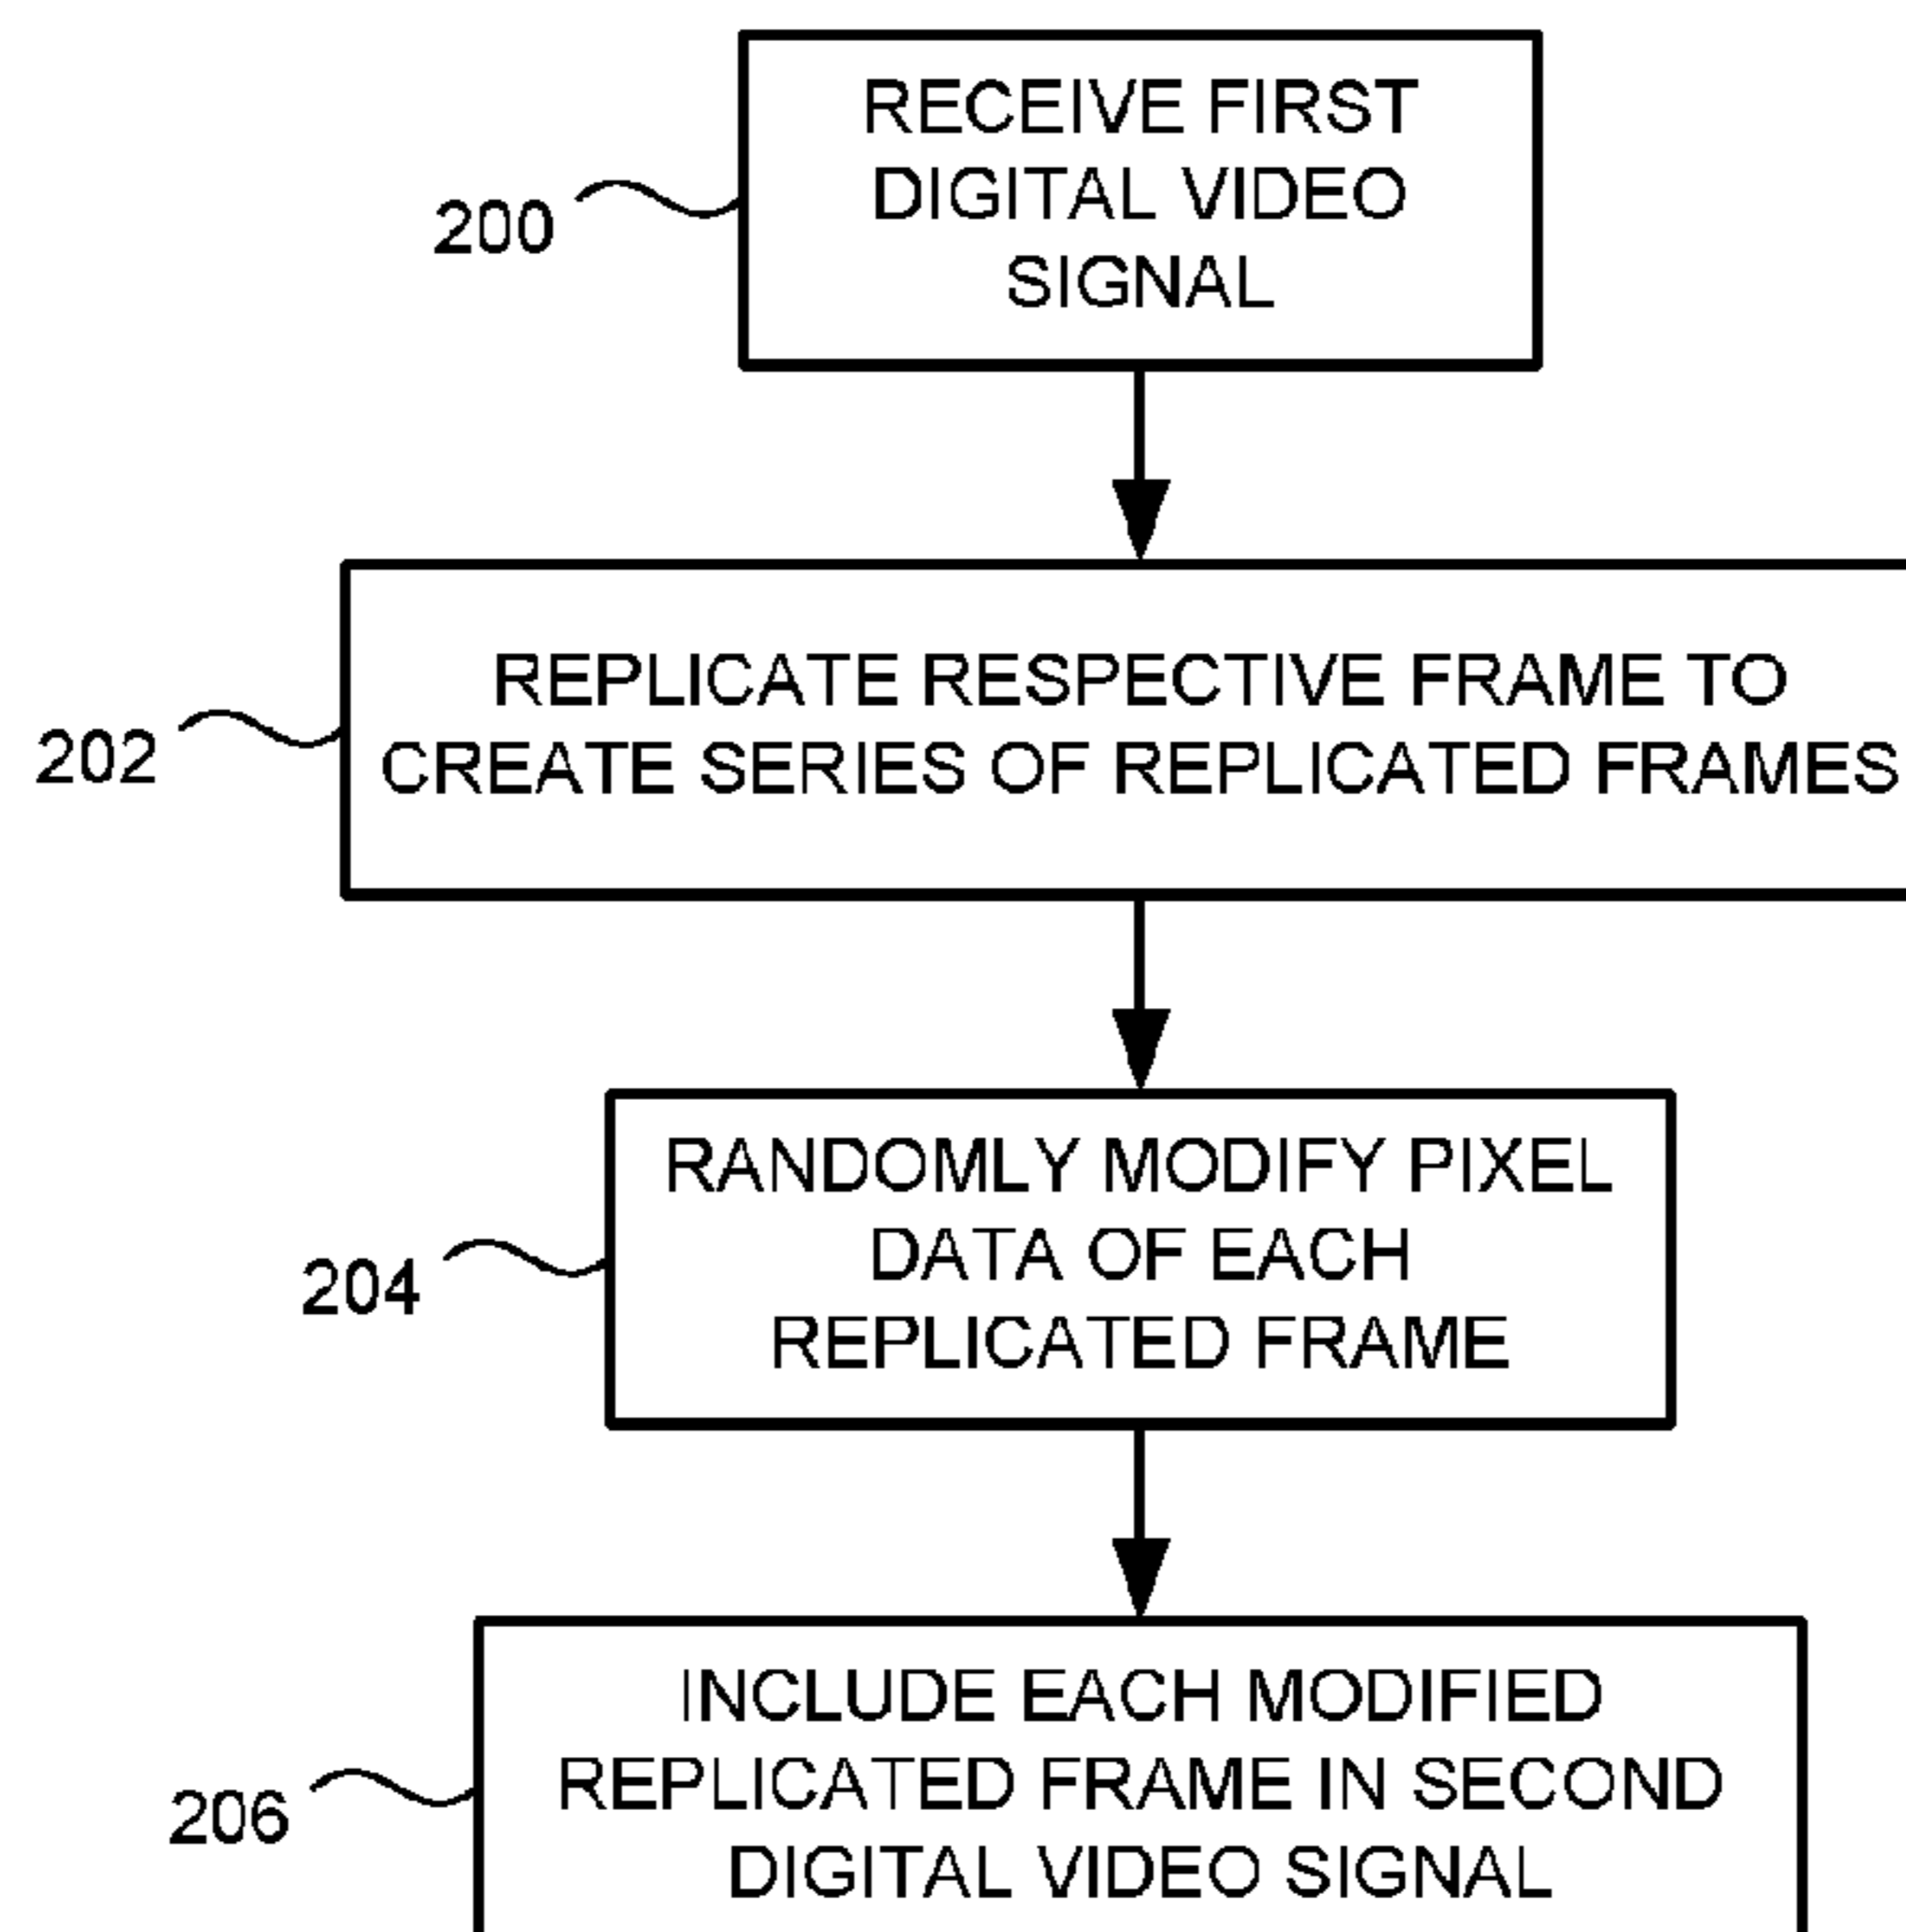 RECEIVE FIRST
DIGITAL VIDEO
SIGNAL
200
REPLICATE RESPECTIVE FRAME TO
CREATE SERIES OF REPLICATED FRAMES
202
RANDOMLY MODIFY PIXEL
DATA OF EACH
REPLICATED FRAME
204
INCLUDE EACH MODIFIED
REPLICATED FRAME IN SECOND
DIGITAL VIDEO SIGNAL
206